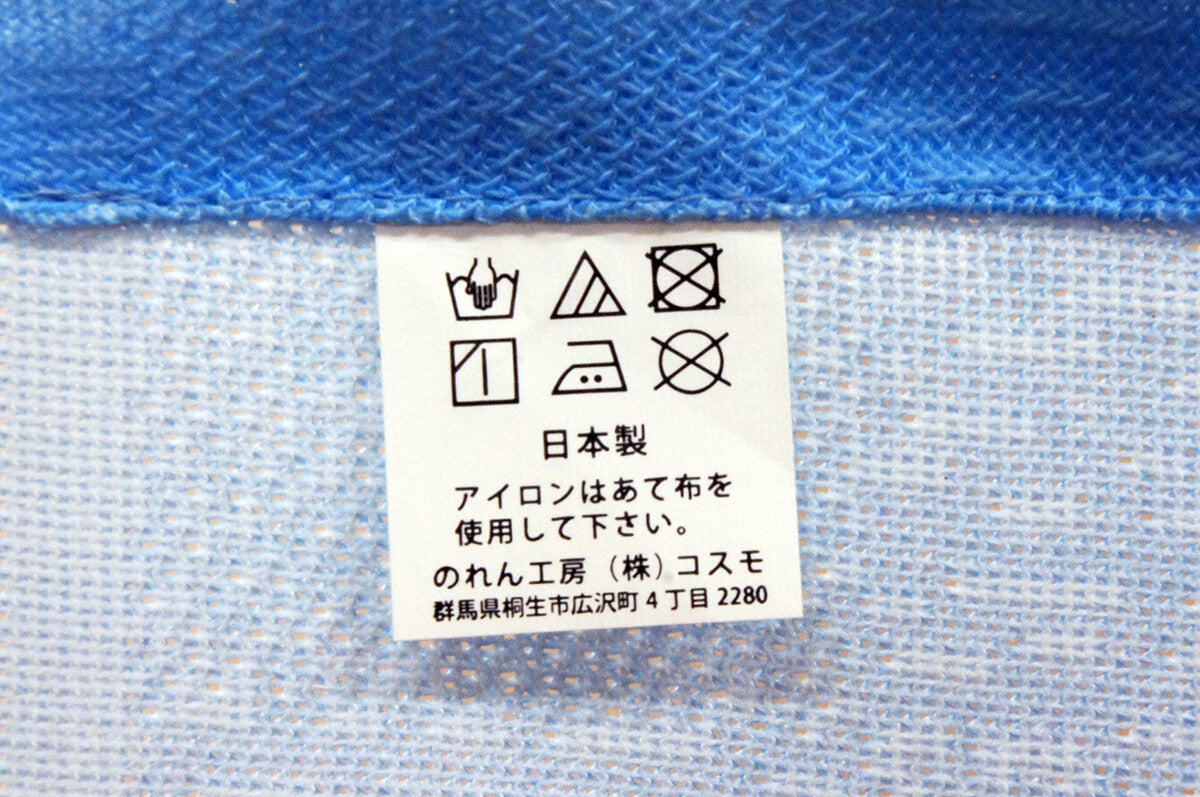 日本製
アイロンはあて布を
使用して下さい。
のれん工房（株）コスモ
群馬県桐生市広沢町4丁目2280